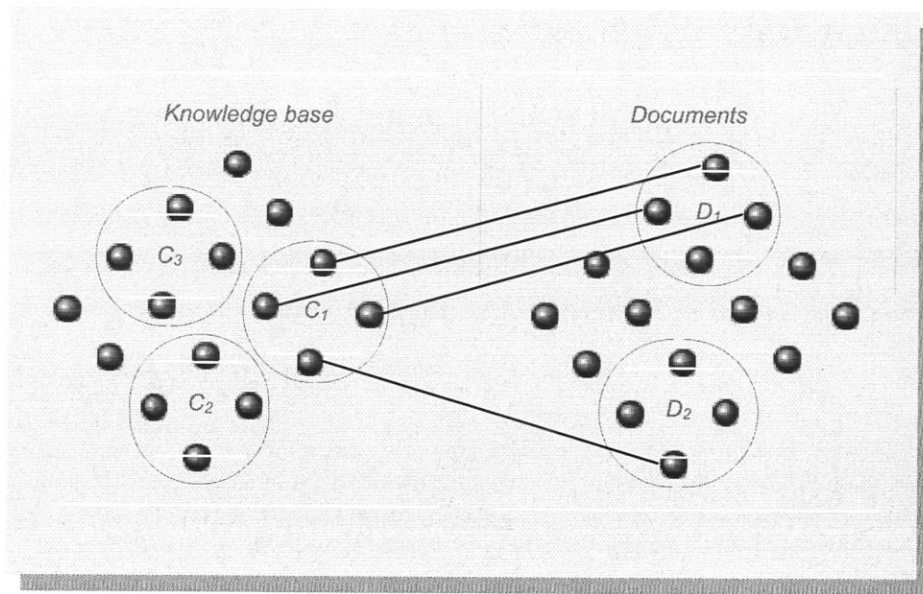 Knowledge base
Documents
D₁
C₃
C₁
C₂
D₂